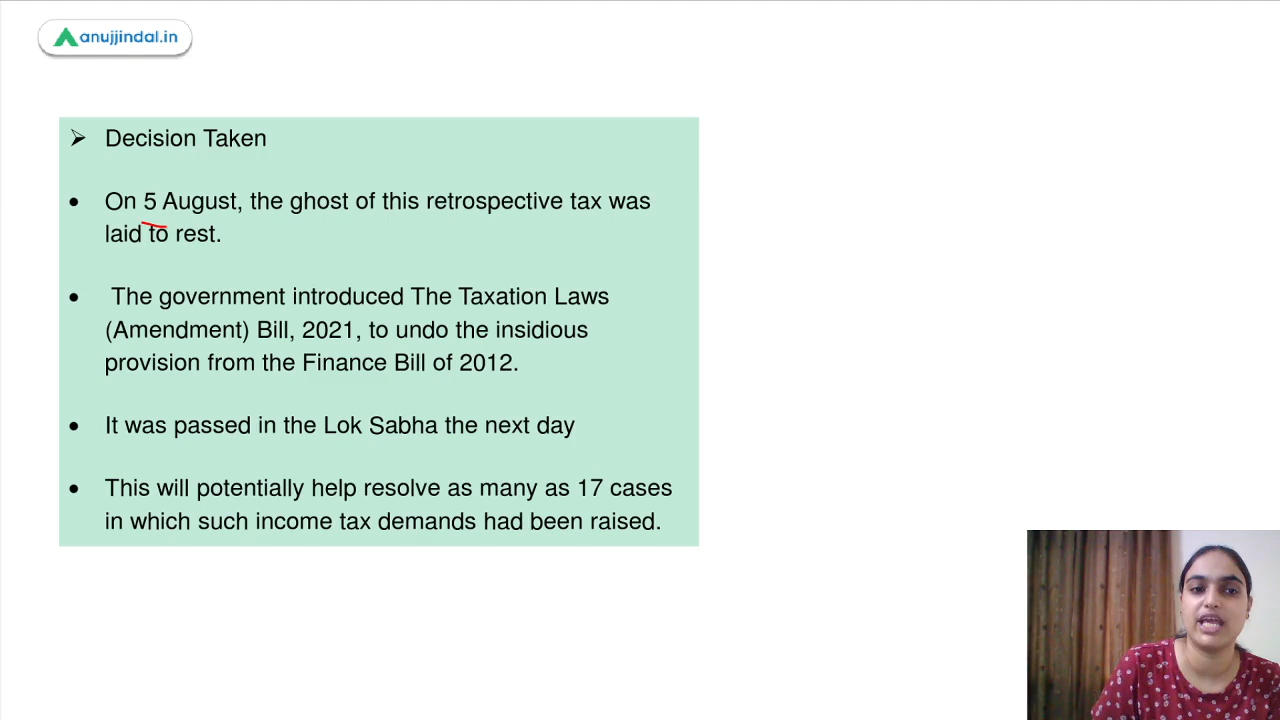 anujjindal.in
➢ Decision Taken
• On 5 August, the ghost of this retrospective tax was
laid to rest.
• The government introduced The Taxation Laws
(Amendment) Bill, 2021, to undo the insidious
provision from the Finance Bill of 2012.
• It was passed in the Lok Sabha the next day
• This will potentially help resolve as many as 17 cases
in which such income tax demands had been raised.